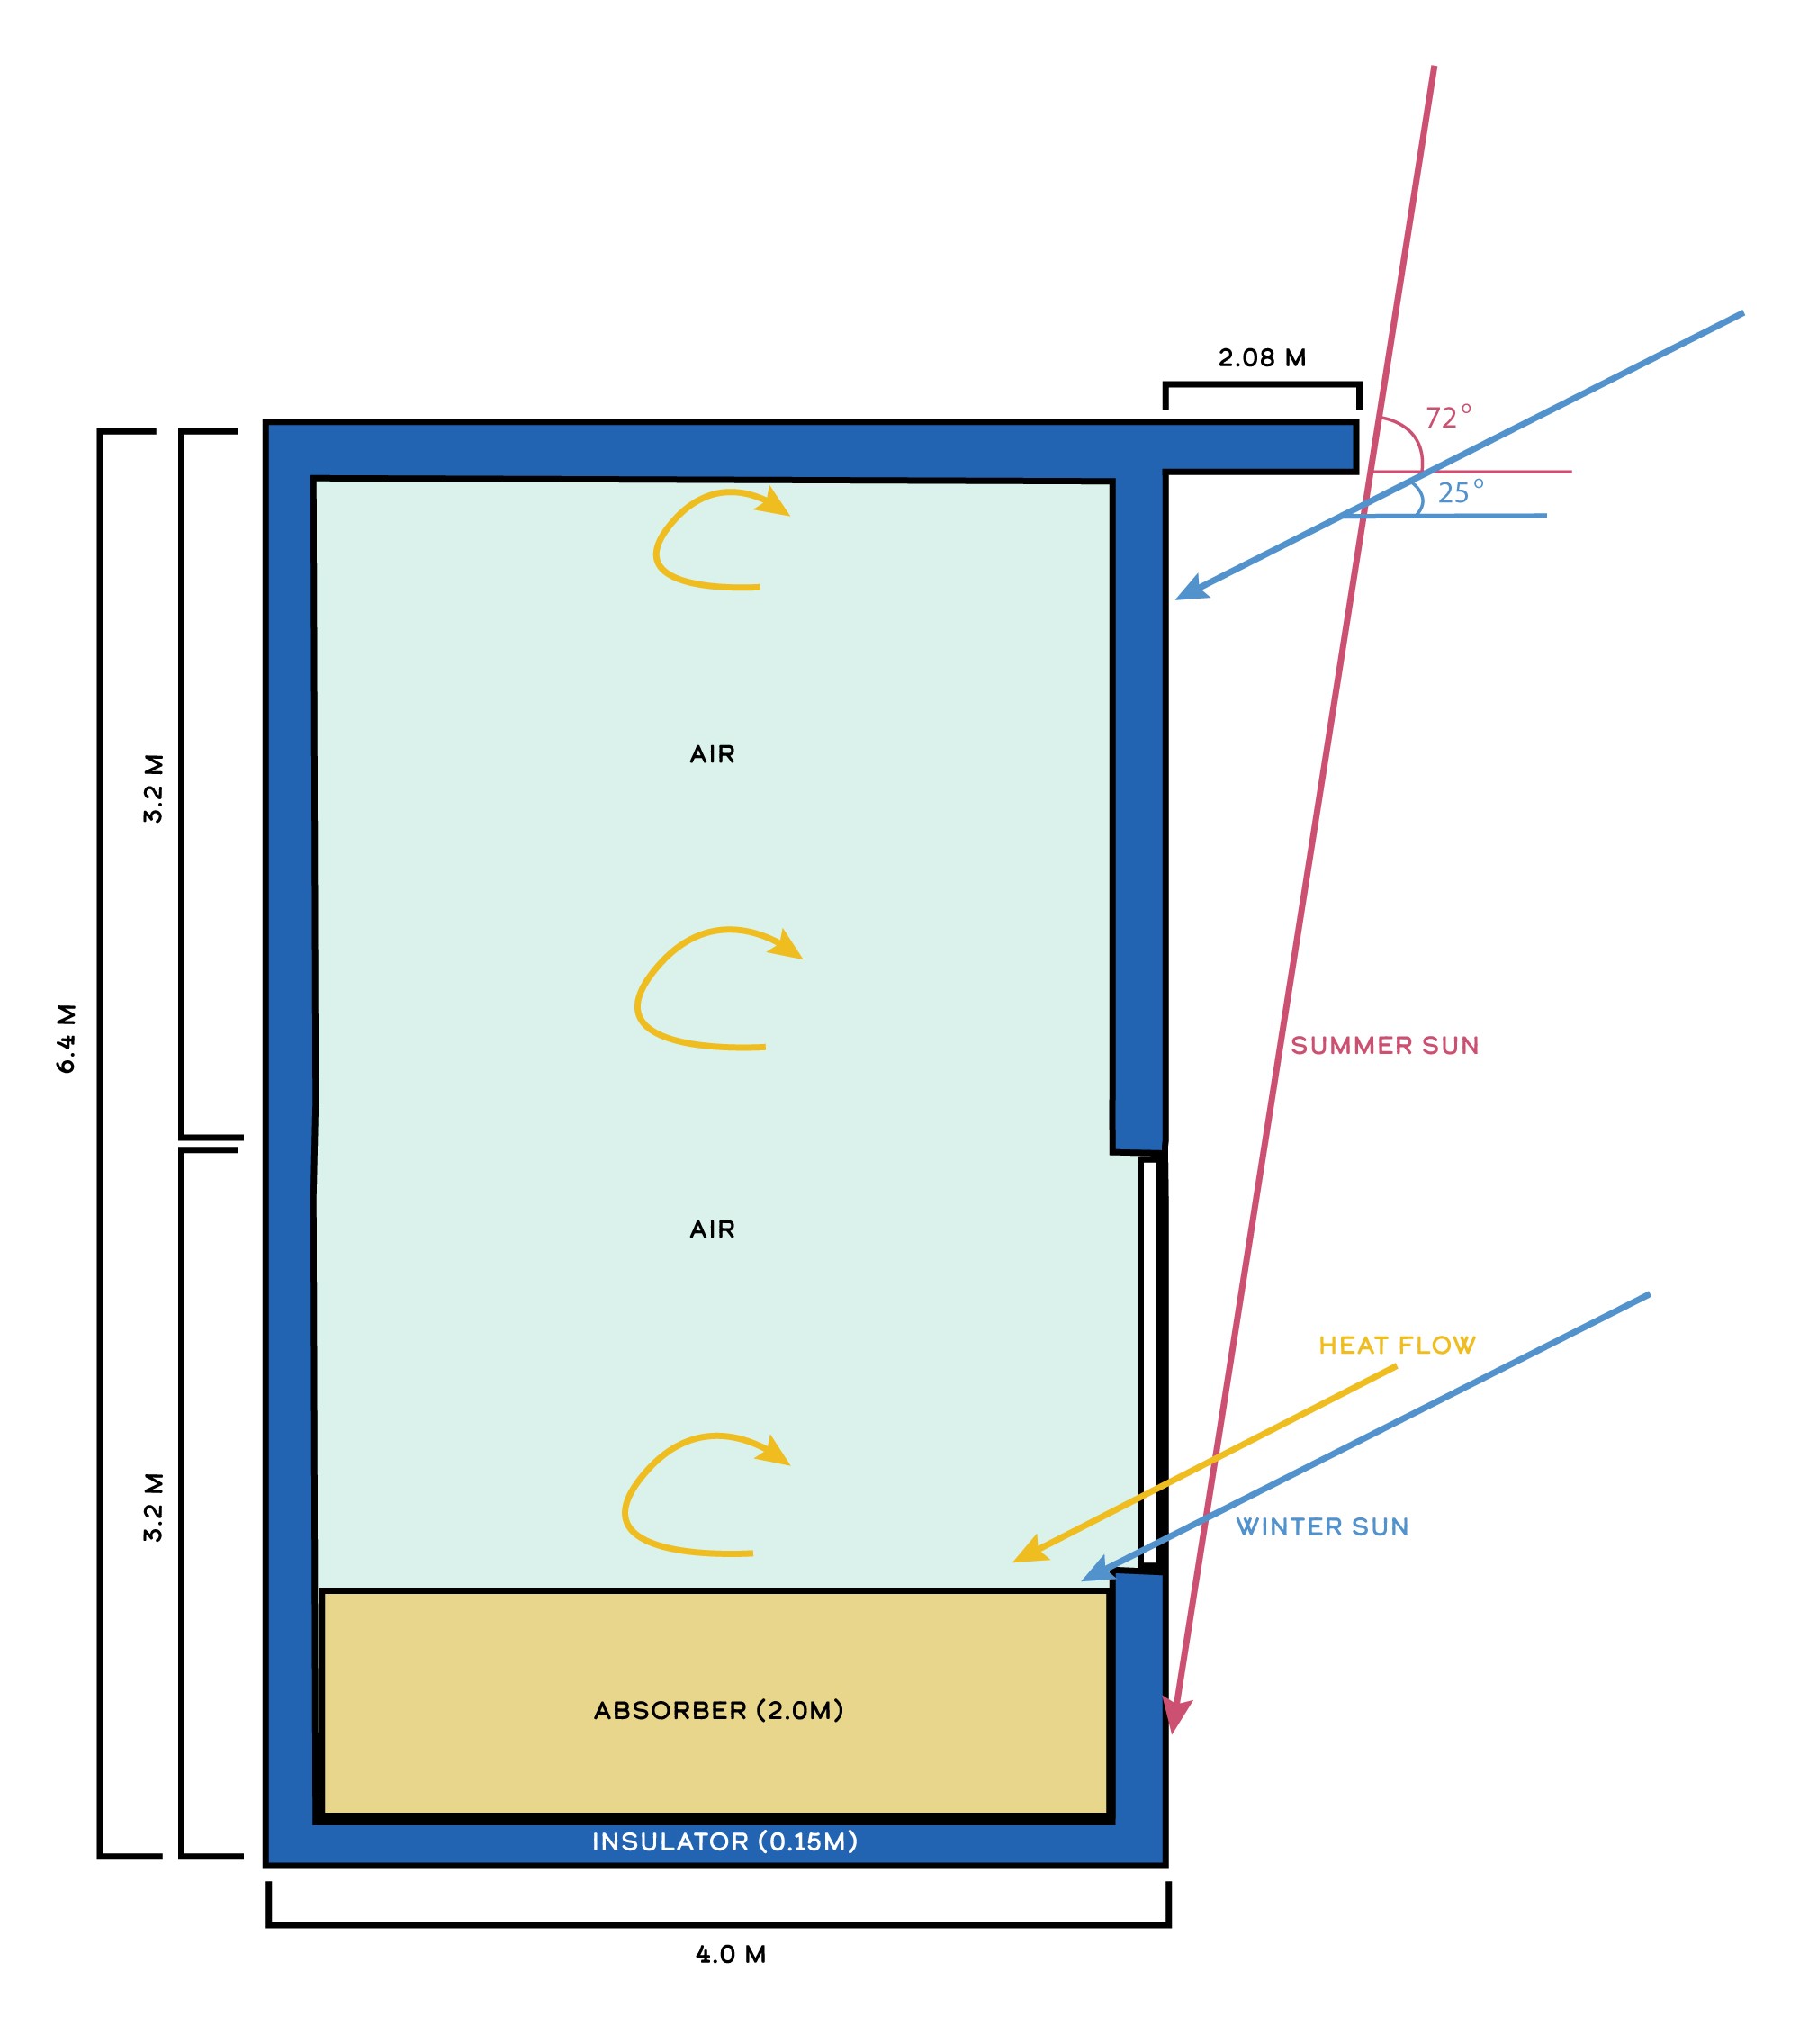 2.08 M
72°
25°
3.2 M
AIR
6.4 M
SUMMER SUN
AIR
HEAT FLOW
3.2 M
WINTER SUN
ABSORBER (2.0M)
INSULATOR (0.15M)
4.0 M